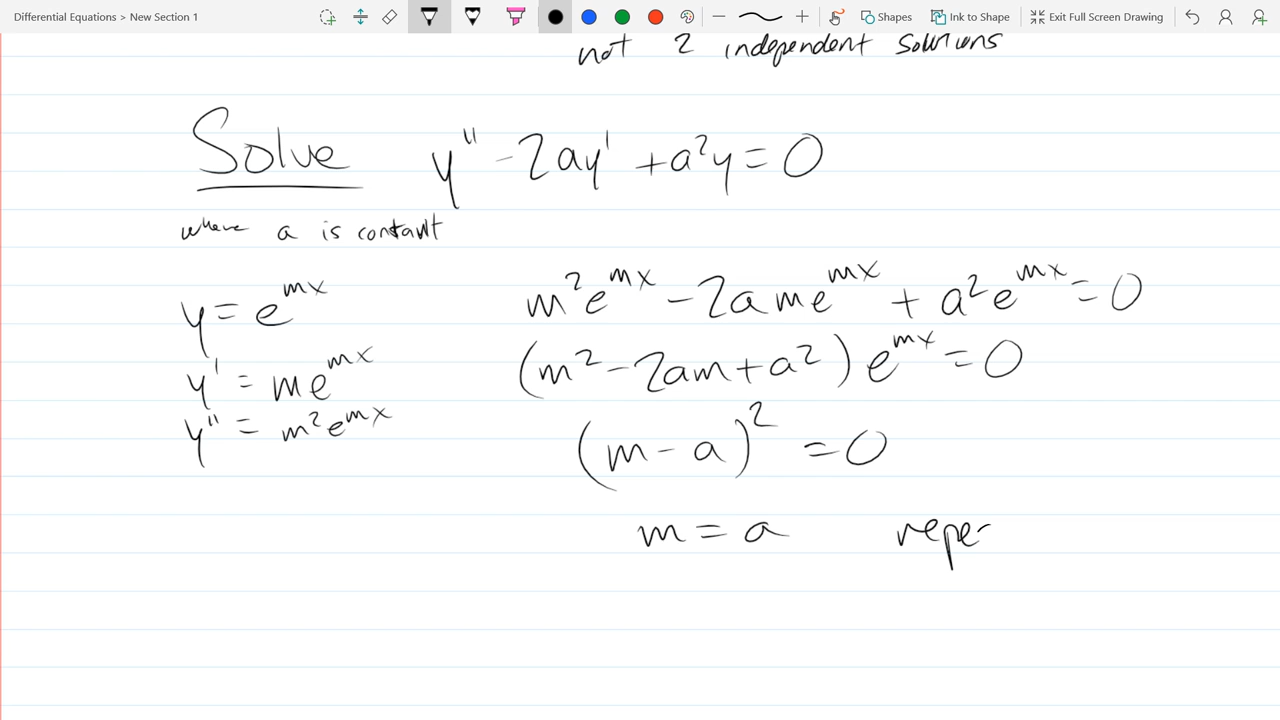 Differential Equations > New Section 1
Shapes
Ink to Shape
Exit Full Screen Drawing
not 2 independent solutions
Solve y'' - 2ay' + a²y = 0
where a is contant
y = e^{mx}
y' = me^{mx}
y'' = m²e^{mx}
m²e^{mx} - 2ame^{mx} + a²e^{mx} = 0
(m² - 2am + a²) e^{mx} = 0
(m - a)² = 0
m = a repe